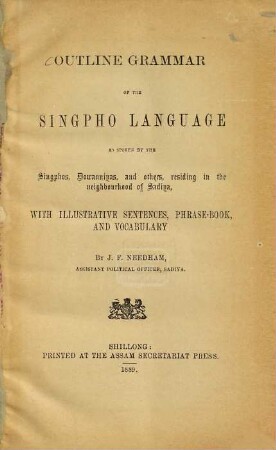 OUTLINE GRAMMAR
OF THE
SINGPHO LANGUAGE
AS SPOKEN BY THE
Singphos, Dowanniyas, and others, residing in the
neighbourhood of Sadiya,
WITH ILLUSTRATIVE SENTENCES, PHRASE-BOOK,
AND VOCABULARY
BY J. F. NEEDHAM,
ASSISTANT POLITICAL OFFICER, SADIYA.
SHILLONG:
PRINTED AT THE ASSAM SECRETARIAT PRESS.
1889.